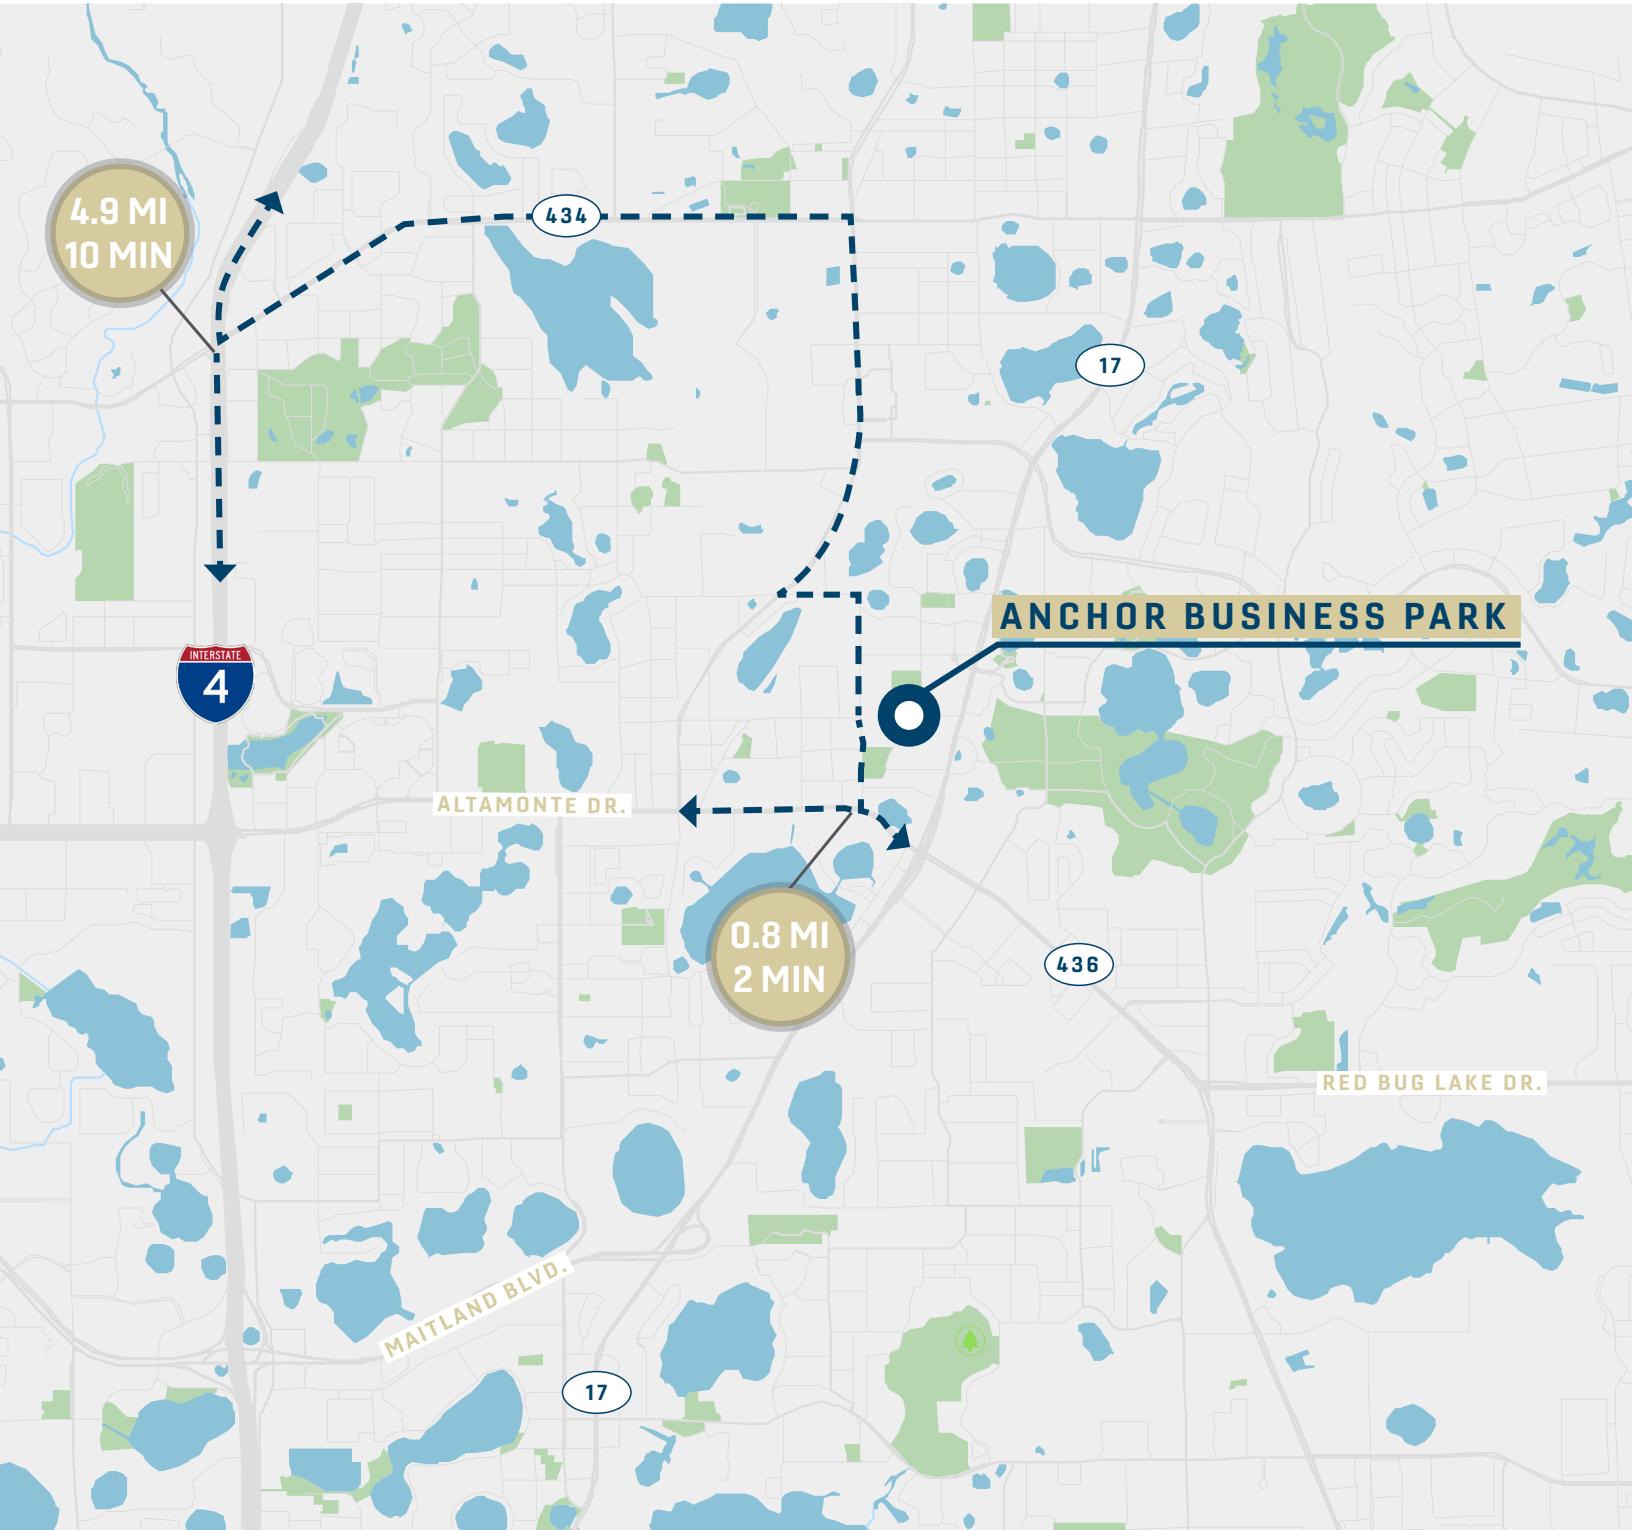 4.9 MI
10 MIN
434
17
ANCHOR BUSINESS PARK
INTERSTATE
4
ALTAMONTE DR.
0.8 MI
2 MIN
436
RED BUG LAKE DR.
MAITLAND BLVD.
17